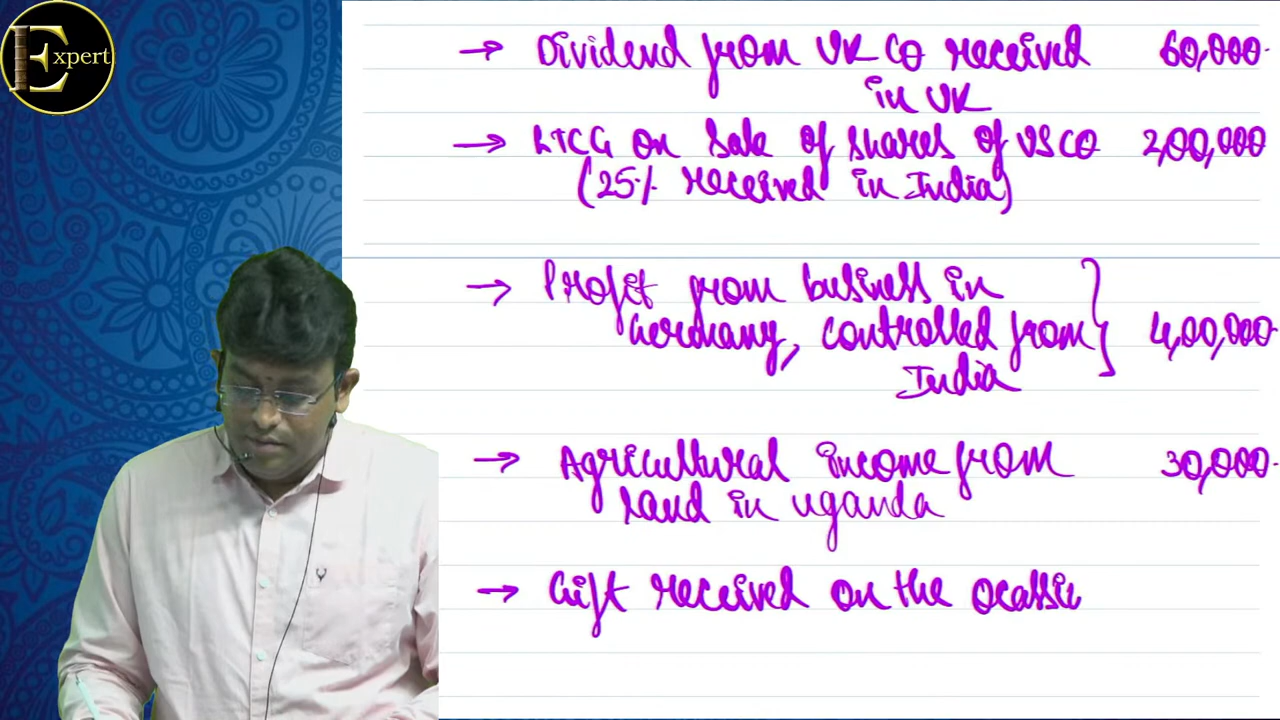 Expert
→ Dividend from UK CO received 60,000
in UK
→ LTCG on Sale of shares of US CO 2,00,000
(25% received in India)
→ Profit from business in
Germany, controlled from 4,00,000
India
→ Agricultural income from 30,000
Land in Uganda
→ Gift received on the ocassio